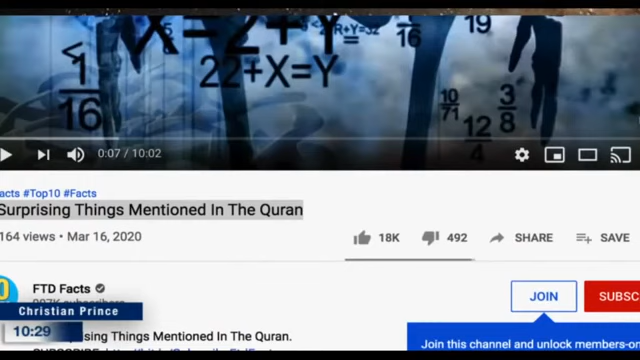 X=2+Y
R+Y=32
16
19
<1
16
22+X=Y
10
71
12
4
3
8
0:07 / 10:02
acts #Top10 #Facts
Surprising Things Mentioned In The Quran
164 views • Mar 16, 2020
18K
492
SHARE
SAVE
FTD Facts
JOIN
SUBSC
Christian Prince
10:29
sing Things Mentioned In The Quran.
Join this channel and unlock members-on